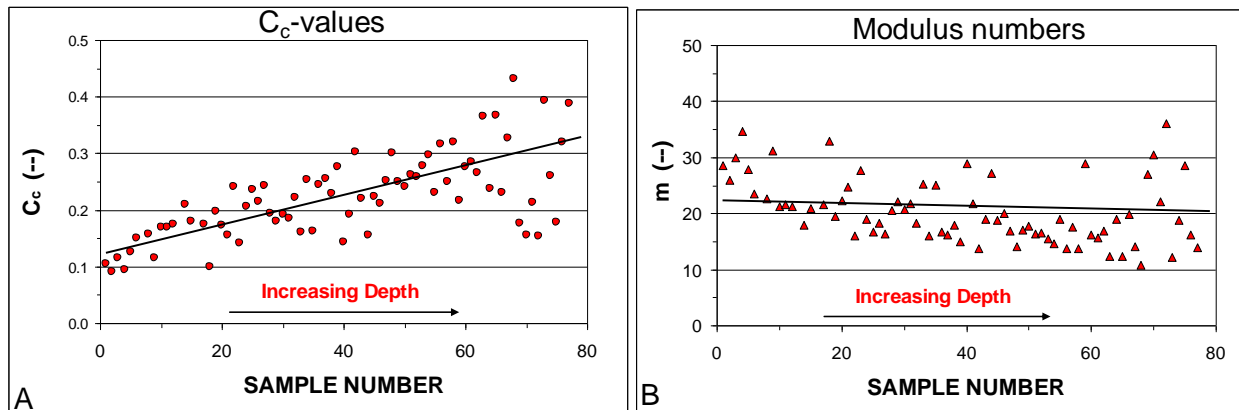 C_c-values
0.5
0.4
0.3
0.2
0.1
0.0
C_c (--)
Increasing Depth
0 20 40 60 80
SAMPLE NUMBER
A
Modulus numbers
50
40
30
20
10
0
m (--)
Increasing Depth
0 20 40 60 80
SAMPLE NUMBER
B